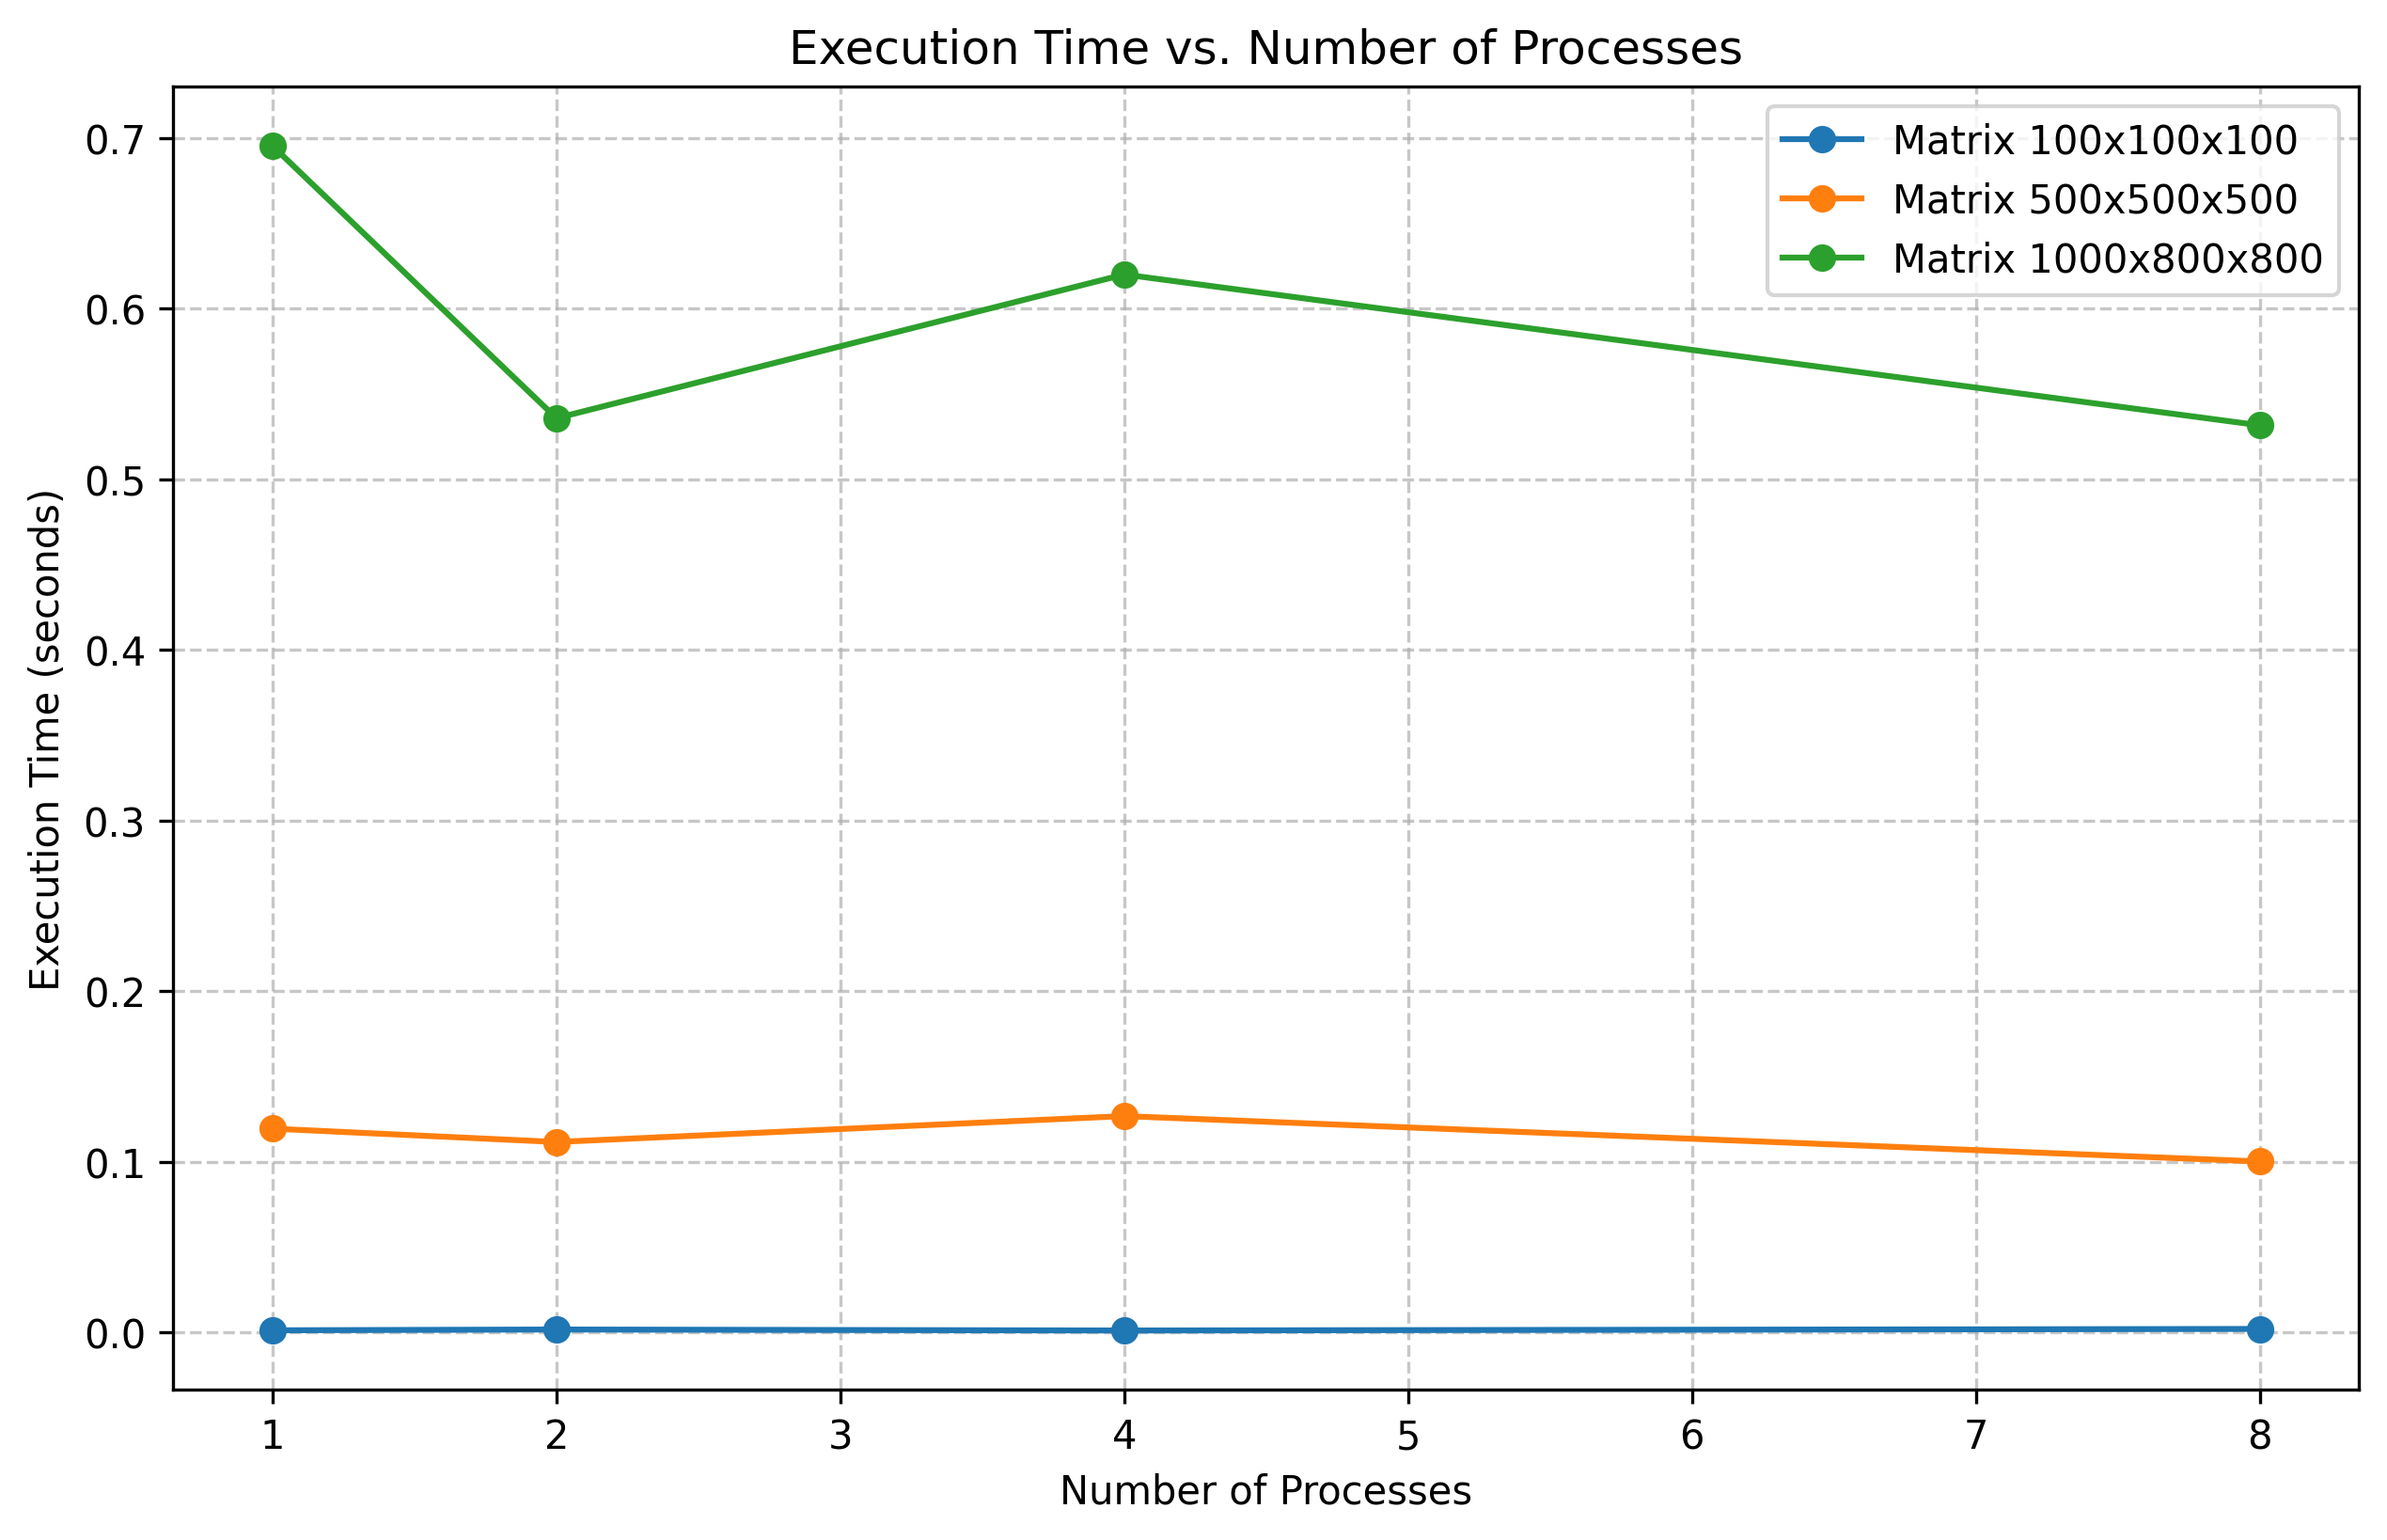 Execution Time vs. Number of Processes
Matrix 100x100x100
Matrix 500x500x500
Matrix 1000x800x800
Execution Time (seconds)
0.7
0.6
0.5
0.4
0.3
0.2
0.1
0.0
1 2 3 4 5 6 7 8
Number of Processes